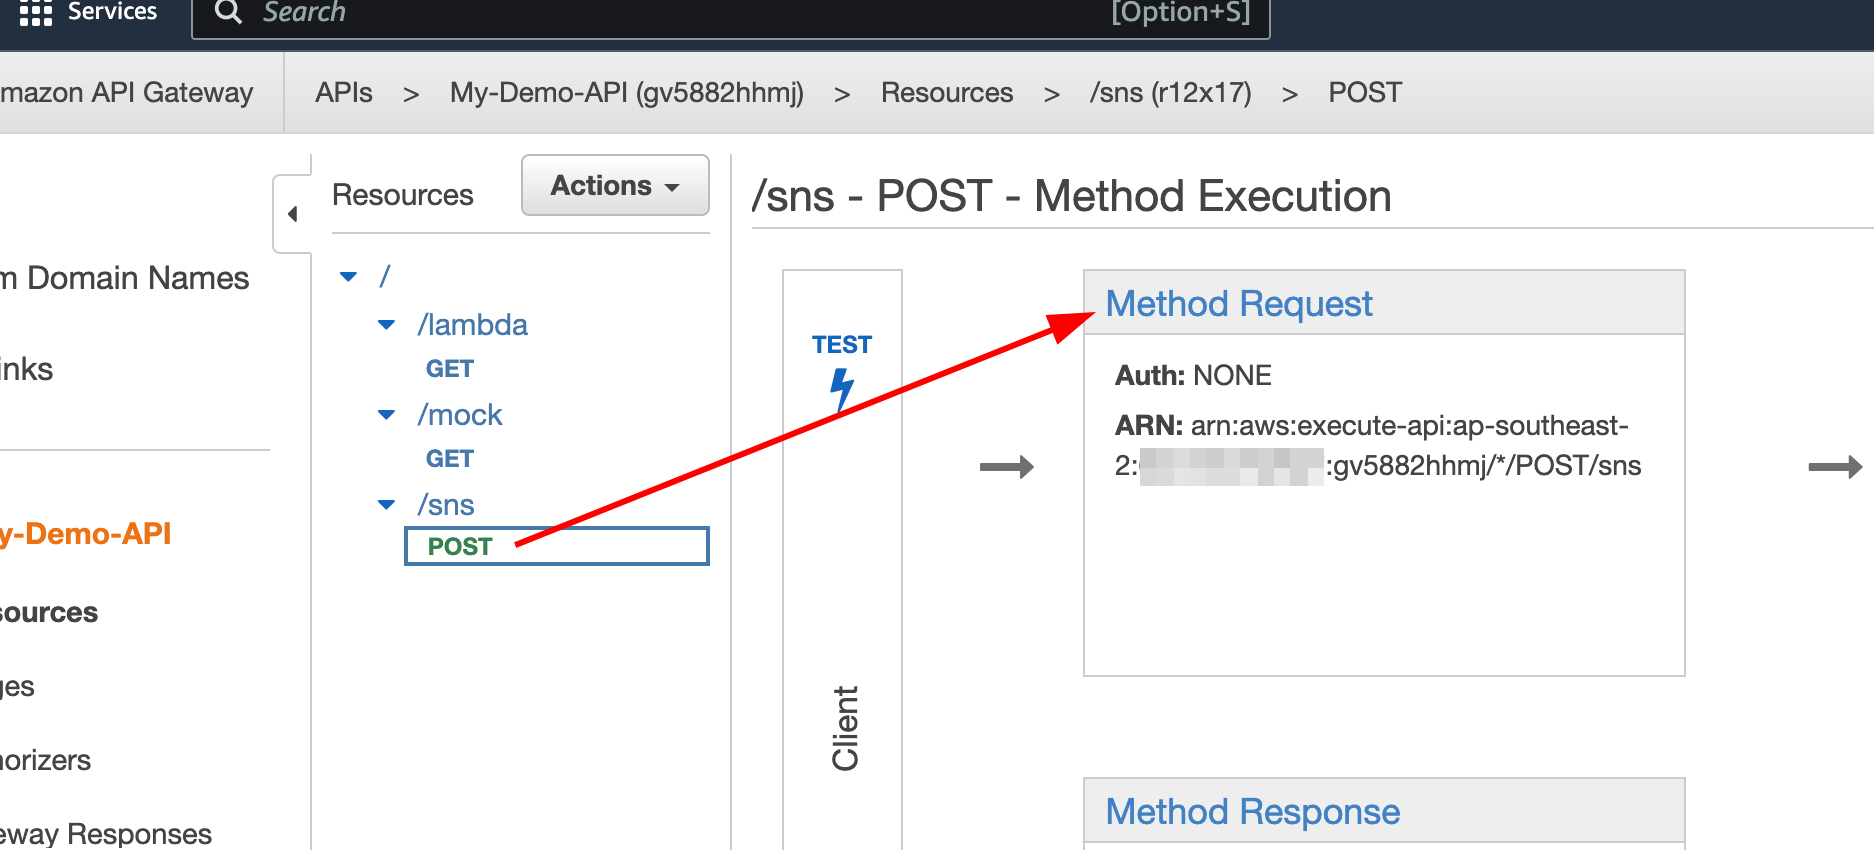 Services
Search
[Option+S]
mazon API Gateway
APIs > My-Demo-API (gv5882hhmj) > Resources > /sns (r12x17) > POST
m Domain Names
inks
y-Demo-API
sources
ges
orizers
eway Responses
Resources
Actions
/
/lambda
GET
/mock
GET
/sns
POST
/sns - POST - Method Execution
TEST
Client
Method Request
Auth: NONE
ARN: arn:aws:execute-api:ap-southeast-
2: :gv5882hhmj/*/POST/sns
Method Response